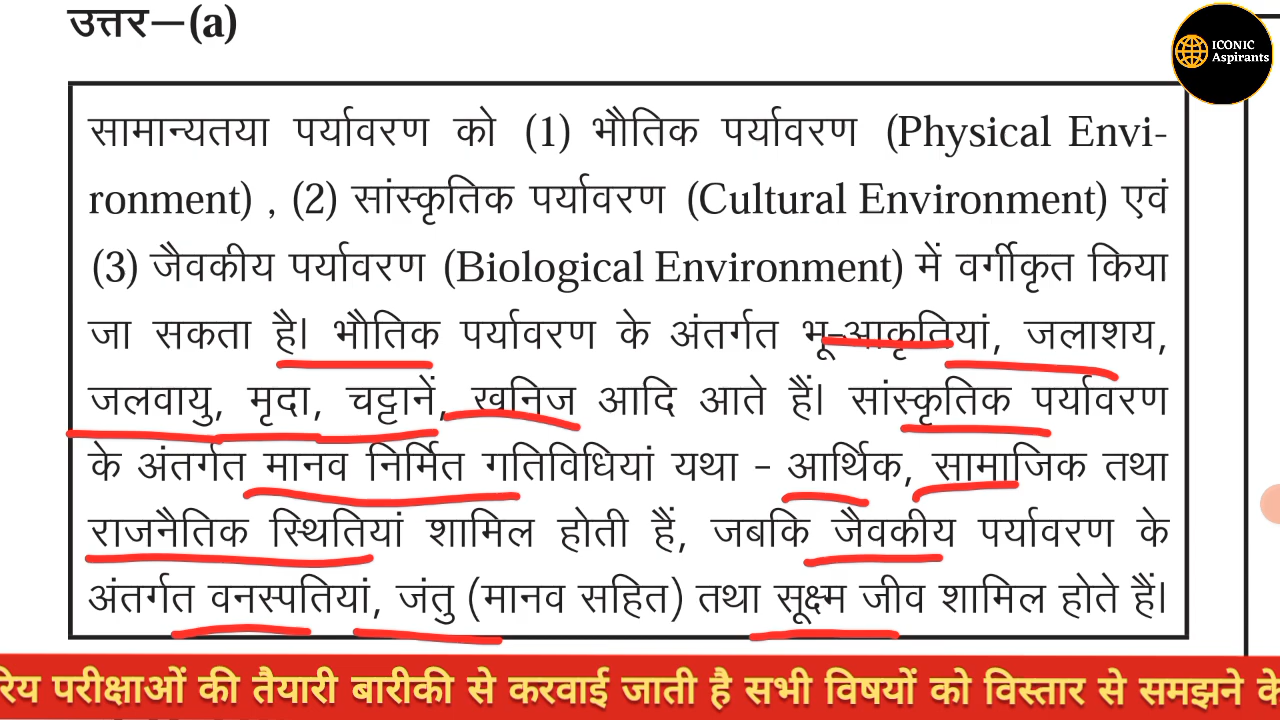 उत्तर—(a)
ICONIC
Aspirants
सामान्यतया पर्यावरण को (1) भौतिक पर्यावरण (Physical Envi-
ronment) , (2) सांस्कृतिक पर्यावरण (Cultural Environment) एवं
(3) जैवकीय पर्यावरण (Biological Environment) में वर्गीकृत किया
जा सकता है। भौतिक पर्यावरण के अंतर्गत भू-आकृतियां, जलाशय,
जलवायु, मृदा, चट्टानें, खनिज आदि आते हैं। सांस्कृतिक पर्यावरण
के अंतर्गत मानव निर्मित गतिविधियां यथा - आर्थिक, सामाजिक तथा
राजनैतिक स्थितियां शामिल होती हैं, जबकि जैवकीय पर्यावरण के
अंतर्गत वनस्पतियां, जंतु (मानव सहित) तथा सूक्ष्म जीव शामिल होते हैं।
परीक्षाओं की तैयारी बारीकी से करवाई जाती है सभी विषयों को विस्तार से समझने के